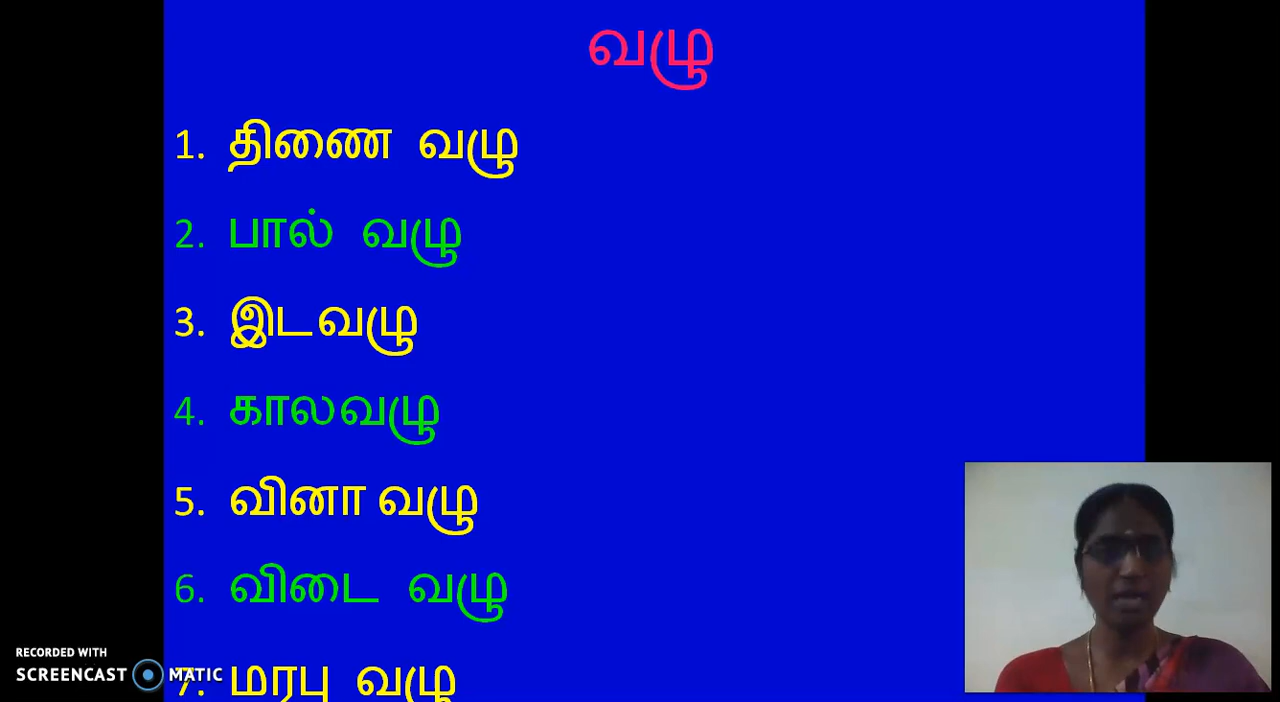 வழு
1. திணை வழு
2. பால் வழு
3. இடவழு
4. காலவழு
5. வினா வழு
6. விடை வழு
7. மரபு வழு
RECORDED WITH
SCREENCAST MATIC